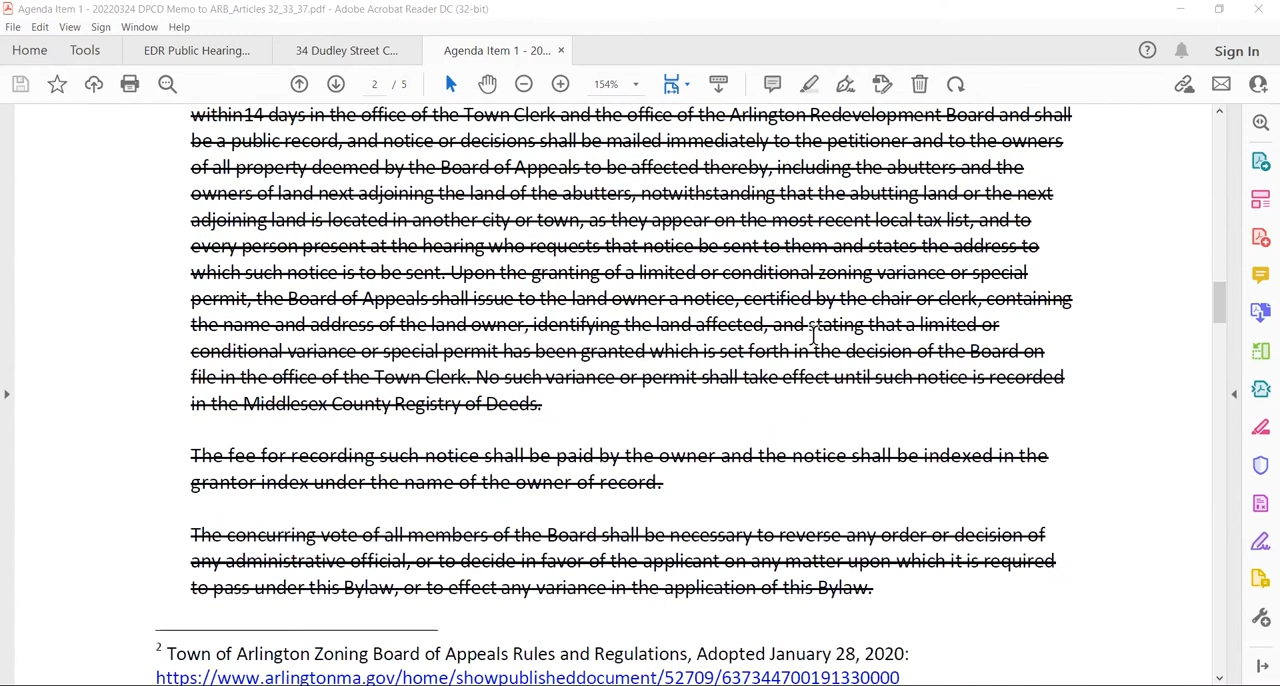 Agenda Item 1 - 20220324 DPCD Memo to ARB_Articles 32_33_37.pdf - Adobe Acrobat Reader DC (32-bit)
File Edit View Sign Window Help
Home Tools EDR Public Hearing... 34 Dudley Street C... Agenda Item 1 - 20... × Sign In
2 / 5 154%
within14 days in the office of the Town Clerk and the office of the Arlington Redevelopment Board and shall
be a public record, and notice or decisions shall be mailed immediately to the petitioner and to the owners
of all property deemed by the Board of Appeals to be affected thereby, including the abutters and the
owners of land next adjoining the land of the abutters, notwithstanding that the abutting land or the next
adjoining land is located in another city or town, as they appear on the most recent local tax list, and to
every person present at the hearing who requests that notice be sent to them and states the address to
which such notice is to be sent. Upon the granting of a limited or conditional zoning variance or special
permit, the Board of Appeals shall issue to the land owner a notice, certified by the chair or clerk, containing
the name and address of the land owner, identifying the land affected, and stating that a limited or
conditional variance or special permit has been granted which is set forth in the decision of the Board on
file in the office of the Town Clerk. No such variance or permit shall take effect until such notice is recorded
in the Middlesex County Registry of Deeds.
The fee for recording such notice shall be paid by the owner and the notice shall be indexed in the
grantor index under the name of the owner of record.
The concurring vote of all members of the Board shall be necessary to reverse any order or decision of
any administrative official, or to decide in favor of the applicant on any matter upon which it is required
to pass under this Bylaw, or to effect any variance in the application of this Bylaw.
2 Town of Arlington Zoning Board of Appeals Rules and Regulations, Adopted January 28, 2020:
https://www.arlingtonma.gov/home/showpublisheddocument/52709/637344700191330000